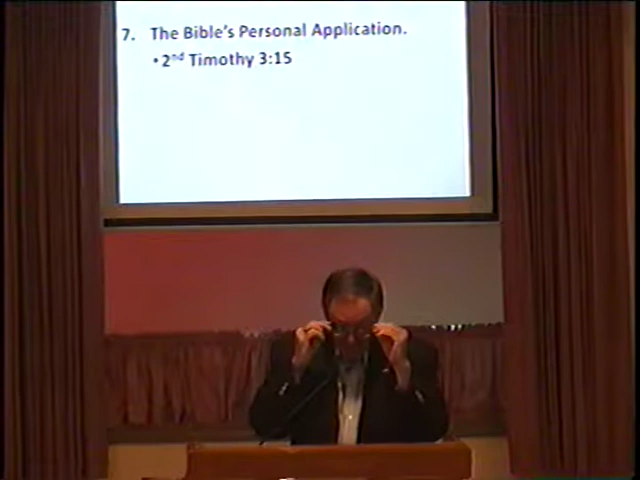 7. The Bible's Personal Application.
• 2nd Timothy 3:15